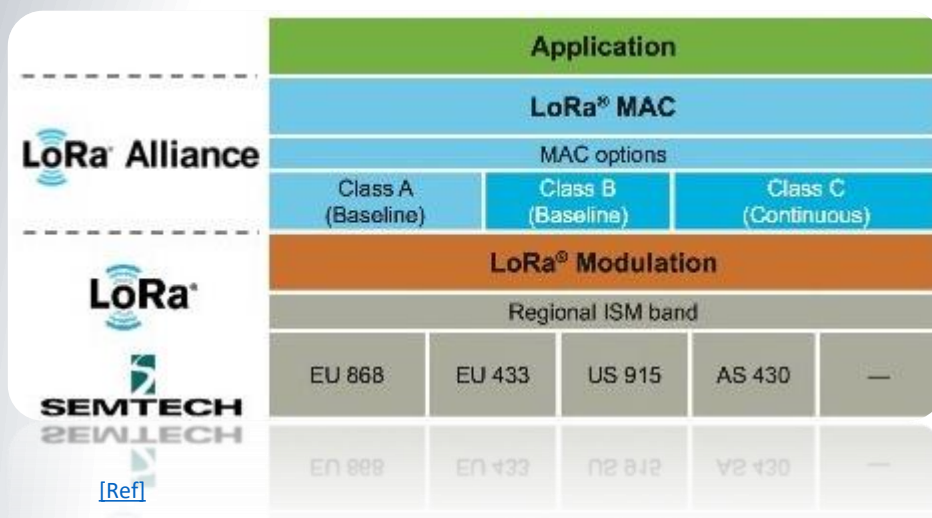 Application
LoRa® MAC
LoRa Alliance
MAC options
Class A
(Baseline)
Class B
(Baseline)
Class C
(Continuous)
LoRa® Modulation
LoRa
Regional ISM band
SEMTECH
EU 868
EU 433
US 915
AS 430
—
[Ref]